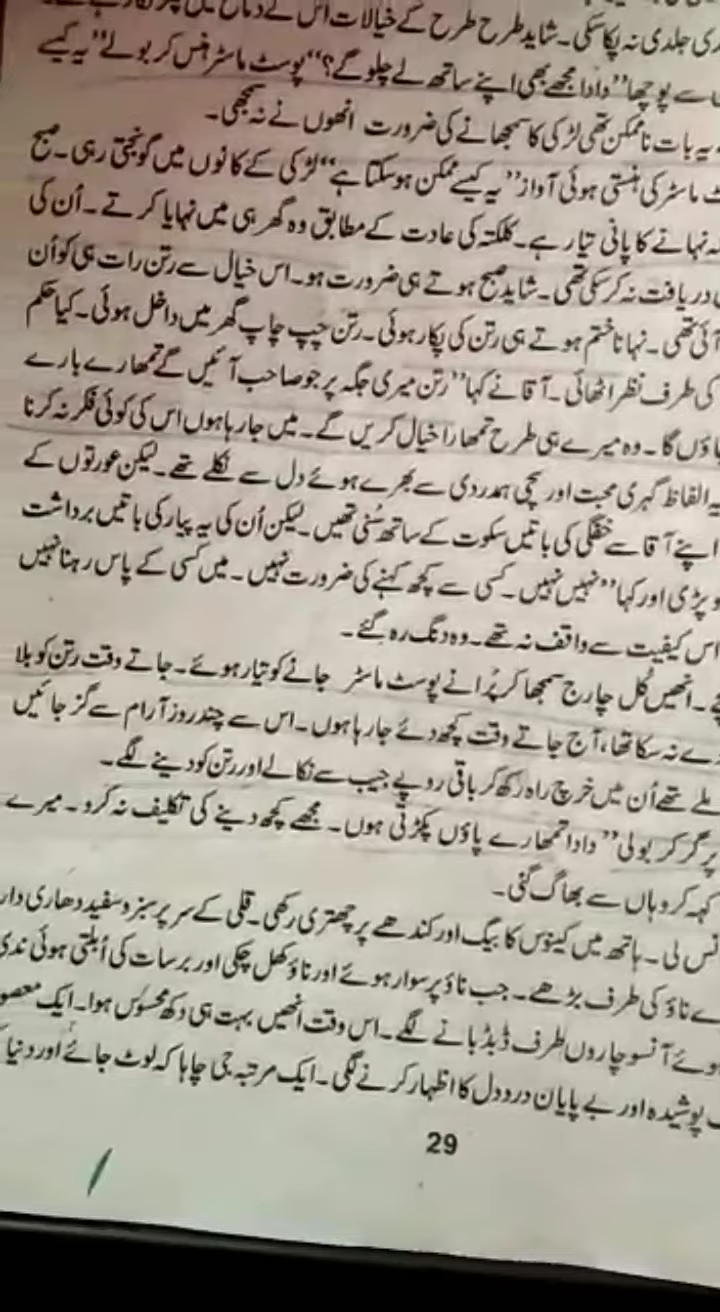 جلدی نہ پکا سکی۔ شاید طرح طرح کے خیالات اس کے
سے پوچھا ”دادا مجھے بھی اپنے ساتھ لے چلو گے؟“ پوسٹ ماسٹر ہنس کر بولے ”یہ کیسے
یہ بات ناممکن تھی لڑکی کا سمجھانے کی ضرورت انھوں نے نہ سمجھی۔
ماسٹر کی ہنستی ہوئی آواز ”یہ کیسے ممکن ہو سکتا ہے“ لڑکی کے کانوں میں گونجتی رہی۔ صبح
نہانے کا پانی تیار ہے۔ کلکتہ کی عادت کے مطابق وہ گھر ہی میں نہایا کرتے۔ اُن کی
دریافت نہ کر سکی تھی۔ شاید صبح ہوتے ہی ضرورت ہو۔ اس خیال سے رتن رات ہی کو اُن
آئی تھی۔ نہانا ختم ہوتے ہی رتن کی پکار ہوئی۔ رتن چپ چاپ گھر میں داخل ہوئی۔ کیا حکم
کی طرف نظر اٹھائی۔ آقا نے کہا ”رتن میری جگہ پر جو صاحب آئیں گے تمھارے بارے
جاؤں گا۔ وہ میرے ہی طرح تمھارا خیال کریں گے۔ میں جا رہا ہوں اس کی کوئی فکر نہ کرنا
یہ الفاظ گہری محبت اور سچی ہمدردی سے بھرے ہوئے دل سے نکلے تھے۔ لیکن عورتوں کے
اپنے آقا سے خفگی کی باتیں سکوت کے ساتھ سُنی تھیں۔ لیکن اُن کی یہ پیار کی باتیں برداشت
پڑی اور کہا ”نہیں نہیں۔ کسی سے کچھ کہنے کی ضرورت نہیں۔ میں کسی کے پاس رہنا نہیں
اس کیفیت سے واقف نہ تھے۔ وہ دنگ رہ گئے۔
انھیں کُل چارج سمجھا کر پُرانے پوسٹ ماسٹر جانے کو تیار ہوئے۔ جاتے وقت رتن کو بلا
دے نہ سکا تھا، آج جاتے وقت کچھ دئے جا رہا ہوں۔ اس سے چند روز آرام سے گزر جائیں
ملے تھے اُن میں خرچ راہ رکھ کر باقی روپے جیب سے نکالے اور رتن کو دینے لگے۔
پر گر کر بولی ”دادا تمھارے پاؤں پکڑتی ہوں۔ مجھے کچھ دینے کی تکلیف نہ کرو۔ میرے
کہہ کر وہاں سے بھاگ گئی۔
لی۔ ہاتھ میں کینوس کا بیگ اور کندھے پر چھتری رکھی۔ قلی کے سر پر سبز و سفید دھاری دار
ناؤ کی طرف بڑھے۔ جب ناؤ پر سوار ہوئے اور ناؤ کھل چکی اور برسات کی اُبلتی ہوئی ندی
ہوئے آنسو چاروں طرف ڈبڈبانے لگے۔ اس وقت انھیں بہت ہی دکھ محسوس ہوا۔ ایک
پوشیدہ اور بے پایان دردِ دل کا اظہار کرنے لگی۔ ایک مرتبہ جی چاہا کہ لوٹ جائے اور دنیا
29